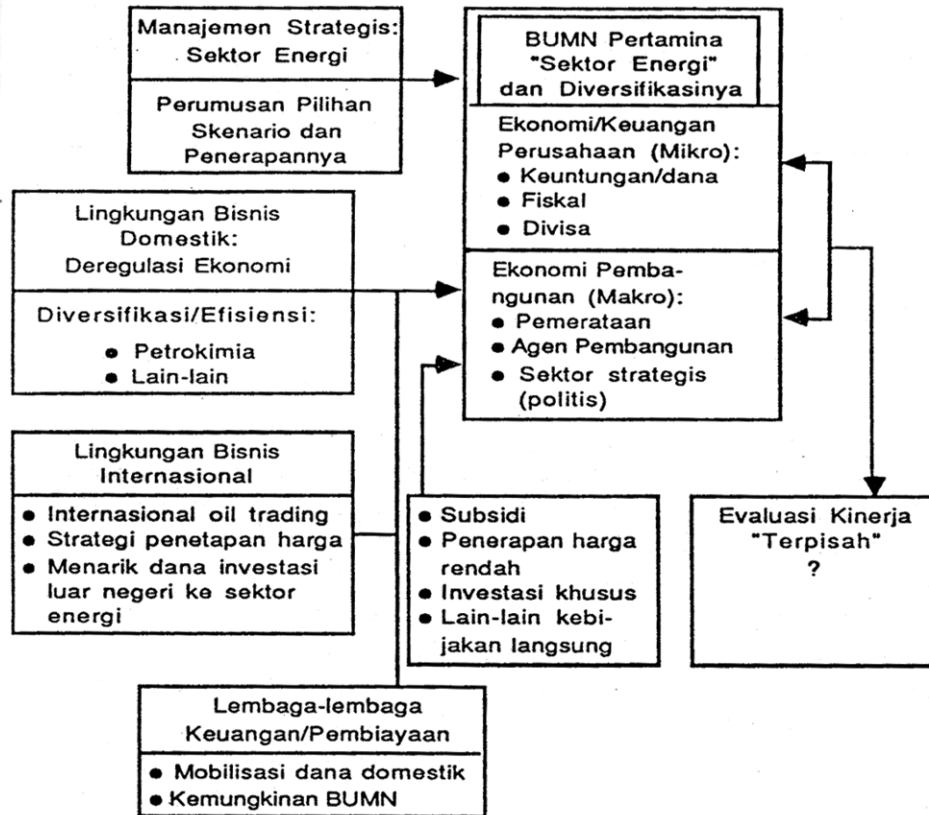 Manajemen Strategis:
Sektor Energi
Perumusan Pilihan
Skenario dan
Penerapannya
BUMN Pertamina
"Sektor Energi"
dan Diversifikasinya
Ekonomi/Keuangan
Perusahaan (Mikro):
● Keuntungan/dana
● Fiskal
● Divisa
Ekonomi Pemba-
ngunan (Makro):
● Pemerataan
● Agen Pembangunan
● Sektor strategis
(politis)
Lingkungan Bisnis
Domestik:
Deregulasi Ekonomi
Diversifikasi/Efisiensi:
● Petrokimia
● Lain-lain
Lingkungan Bisnis
Internasional
● Internasional oil trading
● Strategi penetapan harga
● Menarik dana investasi
luar negeri ke sektor
energi
● Subsidi
● Penerapan harga
rendah
● Investasi khusus
● Lain-lain kebi-
jakan langsung
Evaluasi Kinerja
"Terpisah"
?
Lembaga-lembaga
Keuangan/Pembiayaan
● Mobilisasi dana domestik
● Kemungkinan BUMN